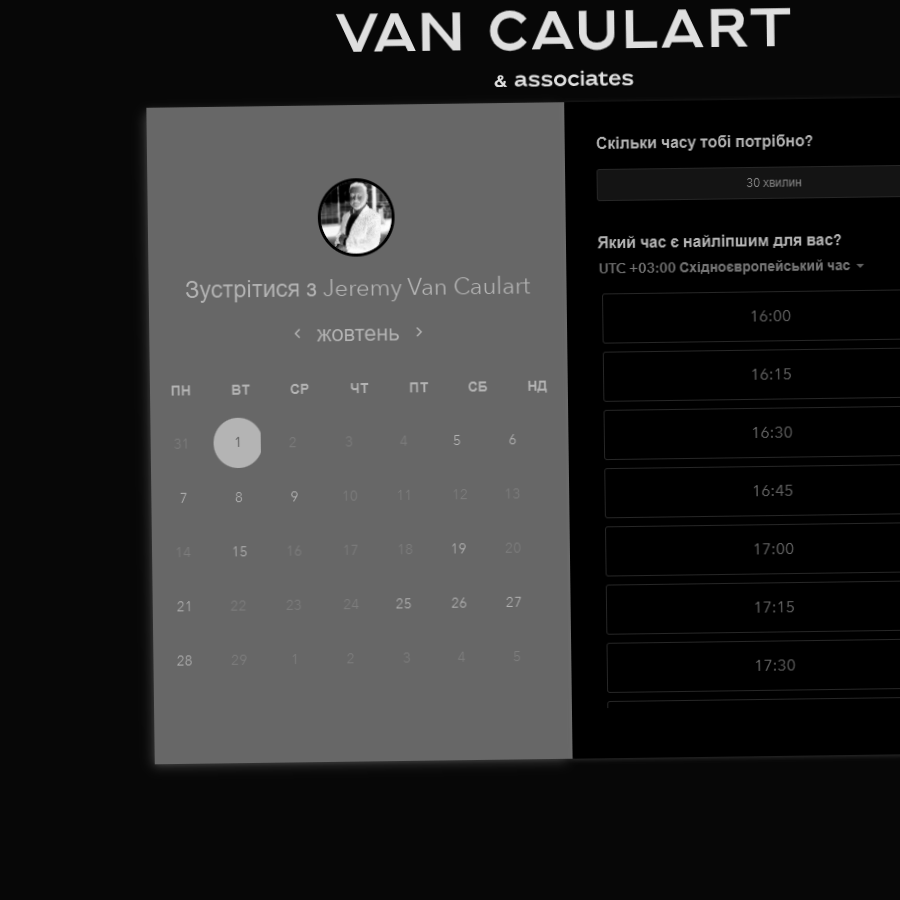 VAN CAULART
& associates
Зустрітися з Jeremy Van Caulart
жовтень
ПН ВТ СР ЧТ ПТ СБ НД
31 1 2 3 4 5 6
7 8 9 10 11 12 13
14 15 16 17 18 19 20
21 22 23 24 25 26 27
28 29 1 2 3 4 5
Скільки часу тобі потрібно?
30 хвилин
Який час є найліпшим для вас?
UTC +03:00 Східноєвропейський час
16:00
16:15
16:30
16:45
17:00
17:15
17:30